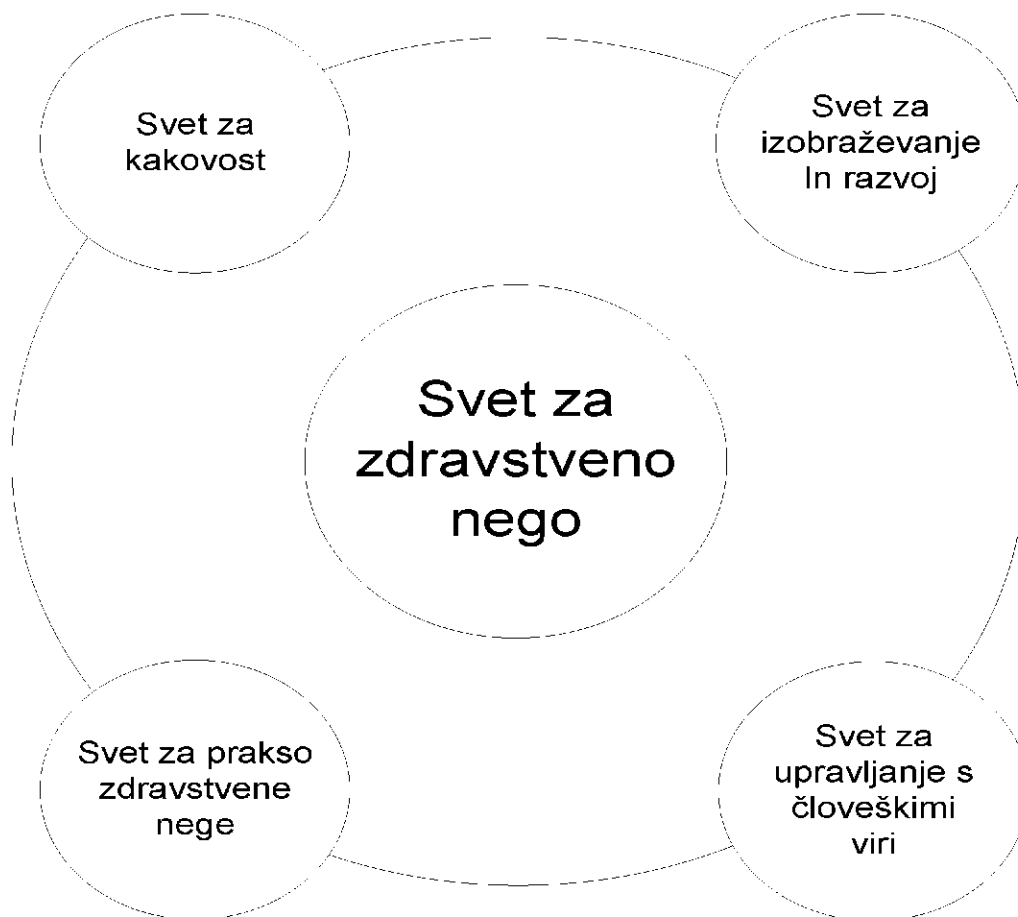 Svet za
kakovost
Svet za
izobraževanje
In razvoj
Svet za
zdravstveno
nego
Svet za prakso
zdravstvene
nege
Svet za
upravljanje s
človeškimi
viri